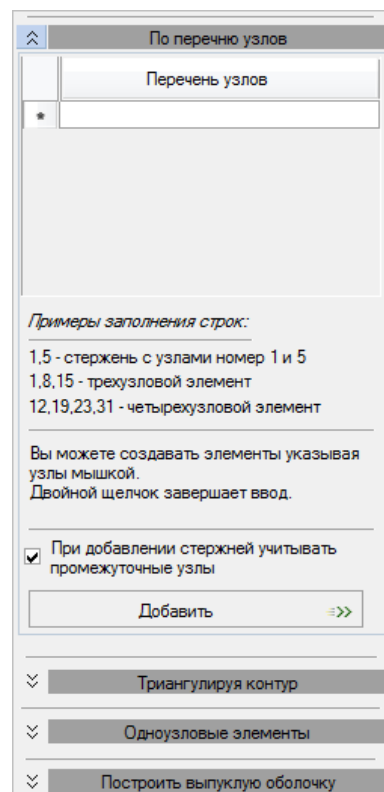 По перечню узлов
Перечень узлов
*
Примеры заполнения строк:
1,5 - стержень с узлами номер 1 и 5
1,8,15 - трехузловой элемент
12,19,23,31 - четырехузловой элемент
Вы можете создавать элементы указывая
узлы мышкой.
Двойной щелчок завершает ввод.
При добавлении стержней учитывать
промежуточные узлы
Добавить
Триангулируя контур
Одноузловые элементы
Построить выпуклую оболочку